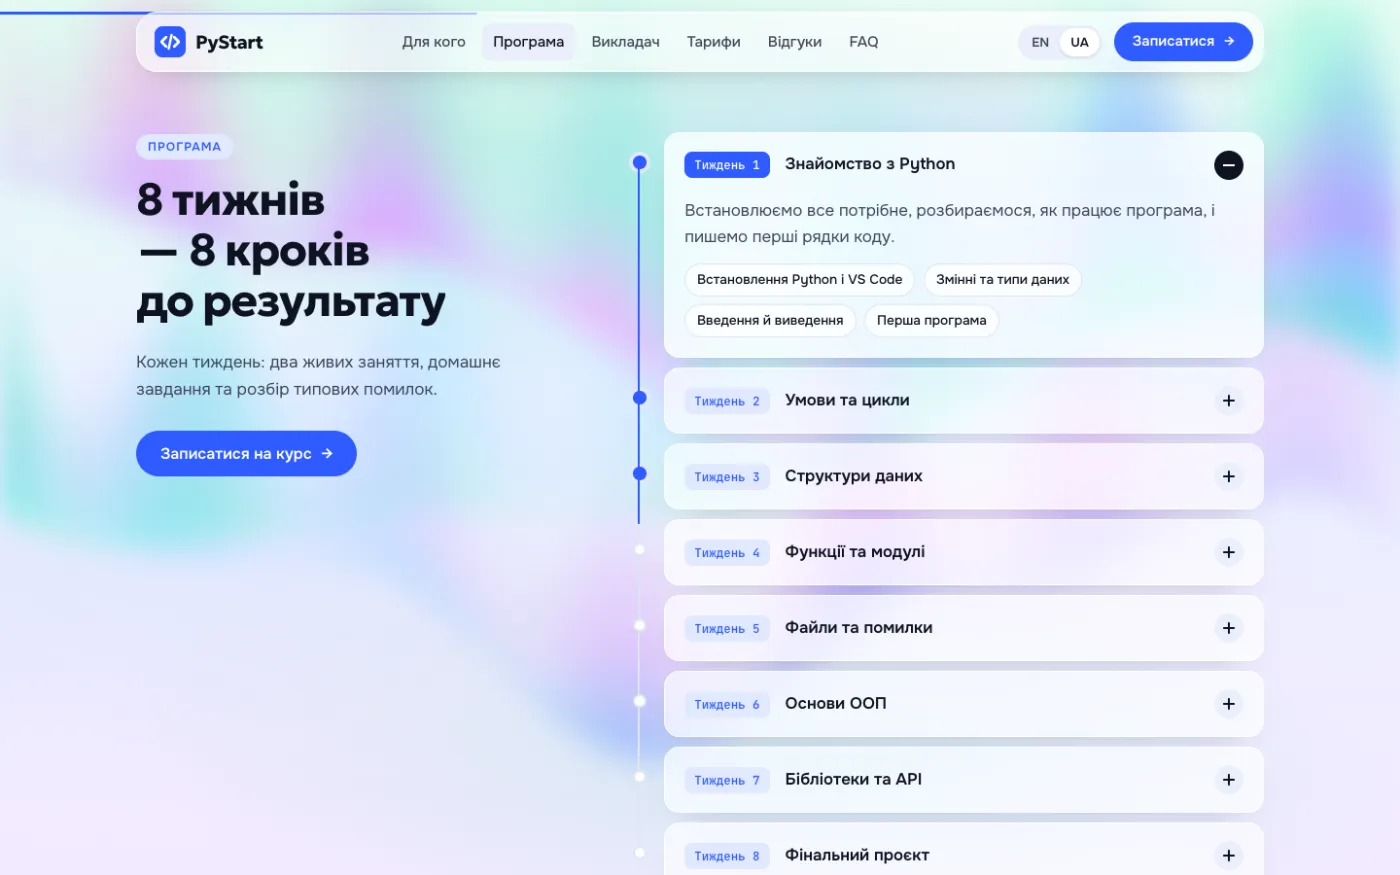 PyStart
Для кого
Програма
Викладач
Тарифи
Відгуки
FAQ
EN
UA
Записатися →
ПРОГРАМА
8 тижнів
— 8 кроків
до результату
Кожен тиждень: два живих заняття, домашнє
завдання та розбір типових помилок.
Записатися на курс →
Тиждень 1
Знайомство з Python
Встановлюємо все потрібне, розбираємося, як працює програма, і
пишемо перші рядки коду.
Встановлення Python і VS Code
Змінні та типи даних
Введення й виведення
Перша програма
Тиждень 2
Умови та цикли
Тиждень 3
Структури даних
Тиждень 4
Функції та модулі
Тиждень 5
Файли та помилки
Тиждень 6
Основи ООП
Тиждень 7
Бібліотеки та API
Тиждень 8
Фінальний проєкт